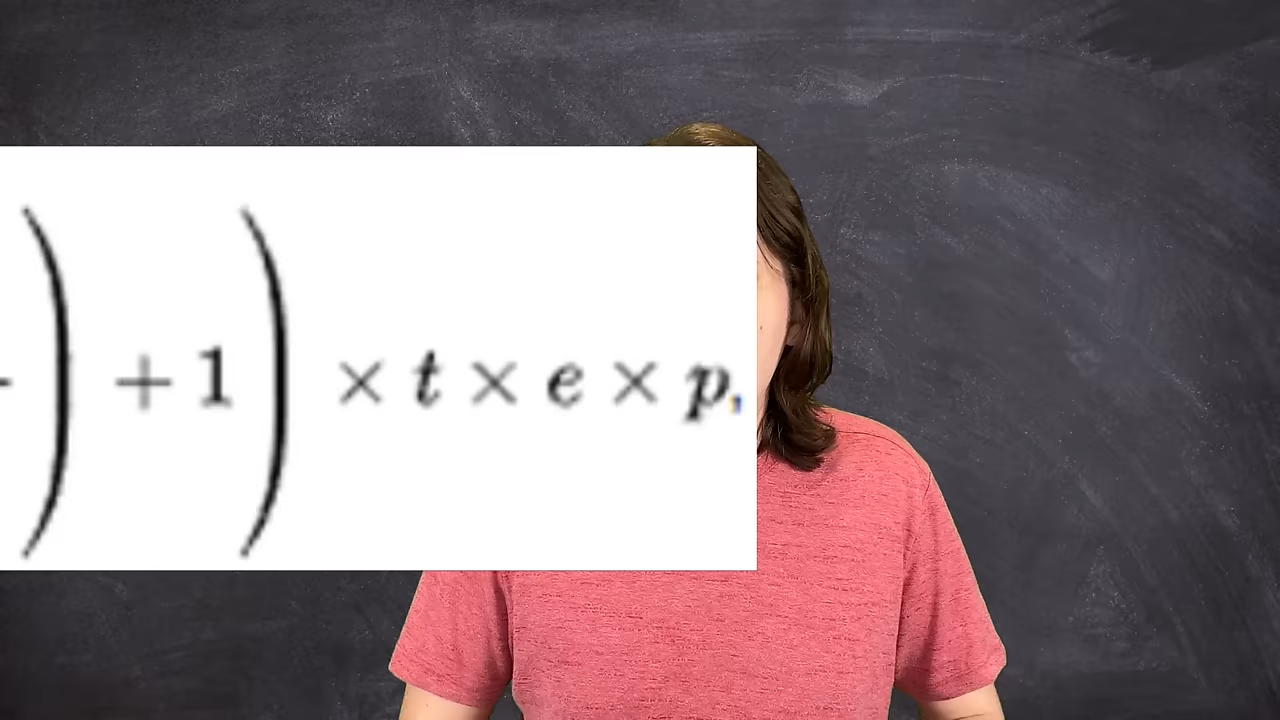 ) + 1 ) × t × e × p,